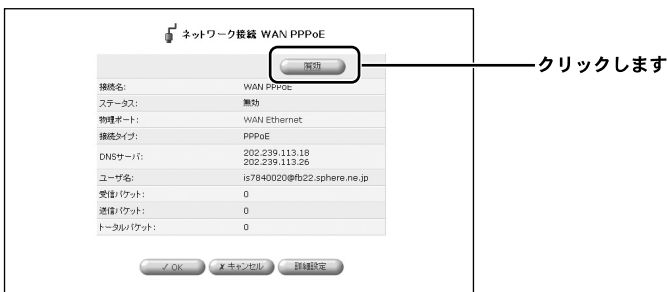 ネットワーク接続 WAN PPPoE
有効
クリックします
接続名: WAN PPPoE
ステータス: 無効
物理ポート: WAN Ethernet
接続タイプ: PPPoE
DNSサーバ: 202.239.113.18
202.239.113.26
ユーザ名: is7840020@fb22.sphere.ne.jp
受信パケット: 0
送信パケット: 0
トータルパケット: 0
✓ OK
✗ キャンセル
詳細設定